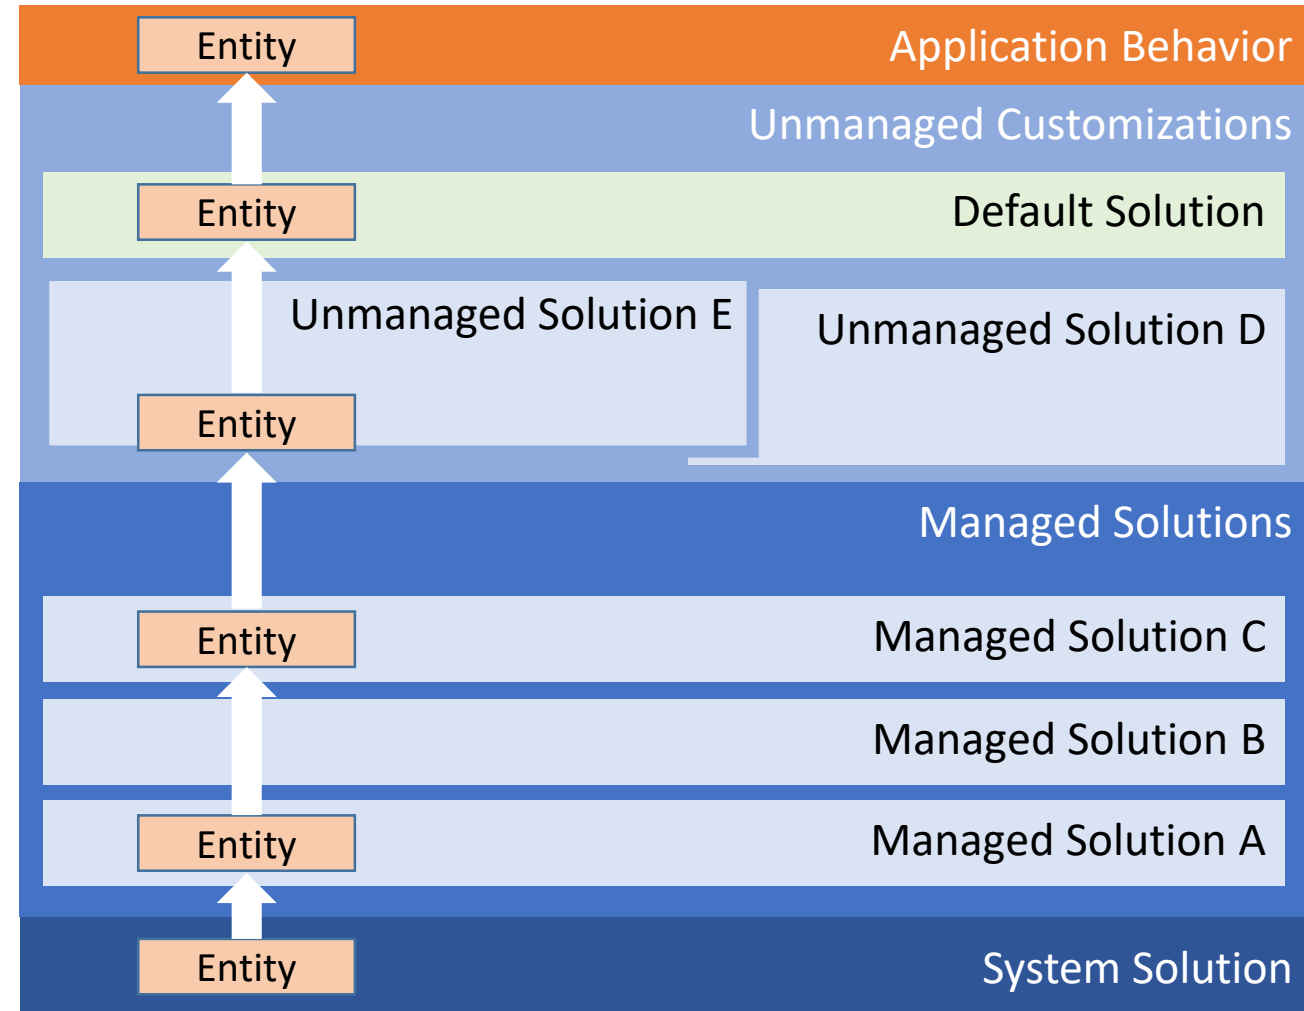 Entity
Application Behavior
Unmanaged Customizations
Entity
Default Solution
Unmanaged Solution E
Unmanaged Solution D
Entity
Managed Solutions
Entity
Managed Solution C
Managed Solution B
Entity
Managed Solution A
Entity
System Solution